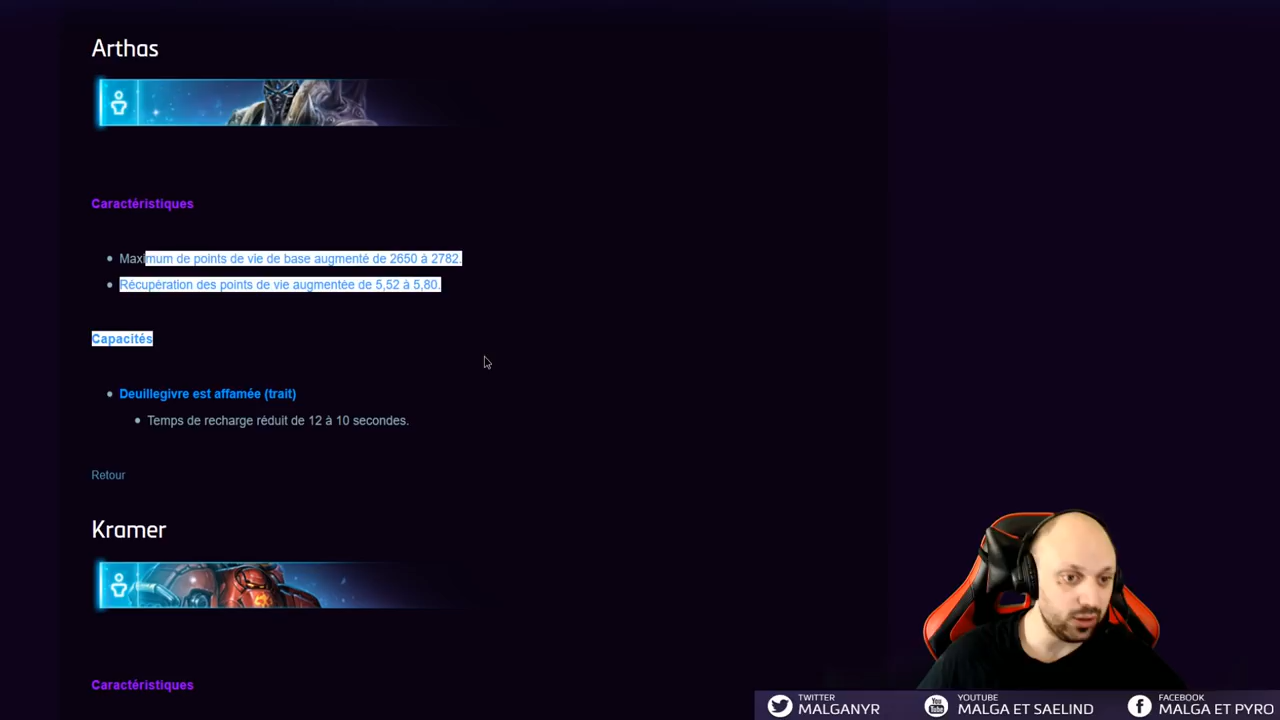 Arthas
Caractéristiques
Maximum de points de vie de base augmenté de 2650 à 2782.
Récupération des points de vie augmentée de 5,52 à 5,80.
Capacités
Deuillegivre est affamée (trait)
Temps de recharge réduit de 12 à 10 secondes.
Retour
Kramer
Caractéristiques
TWITTER
MALGANYR
YOUTUBE
MALGA ET SAELIND
FACEBOOK
MALGA ET PYRO